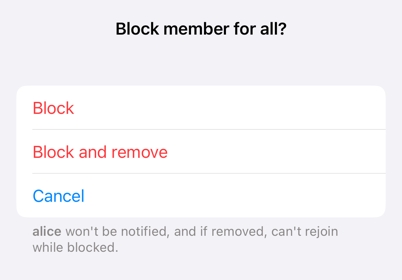 Block member for all?
Block
Block and remove
Cancel
alice won't be notified, and if removed, can't rejoin
while blocked.